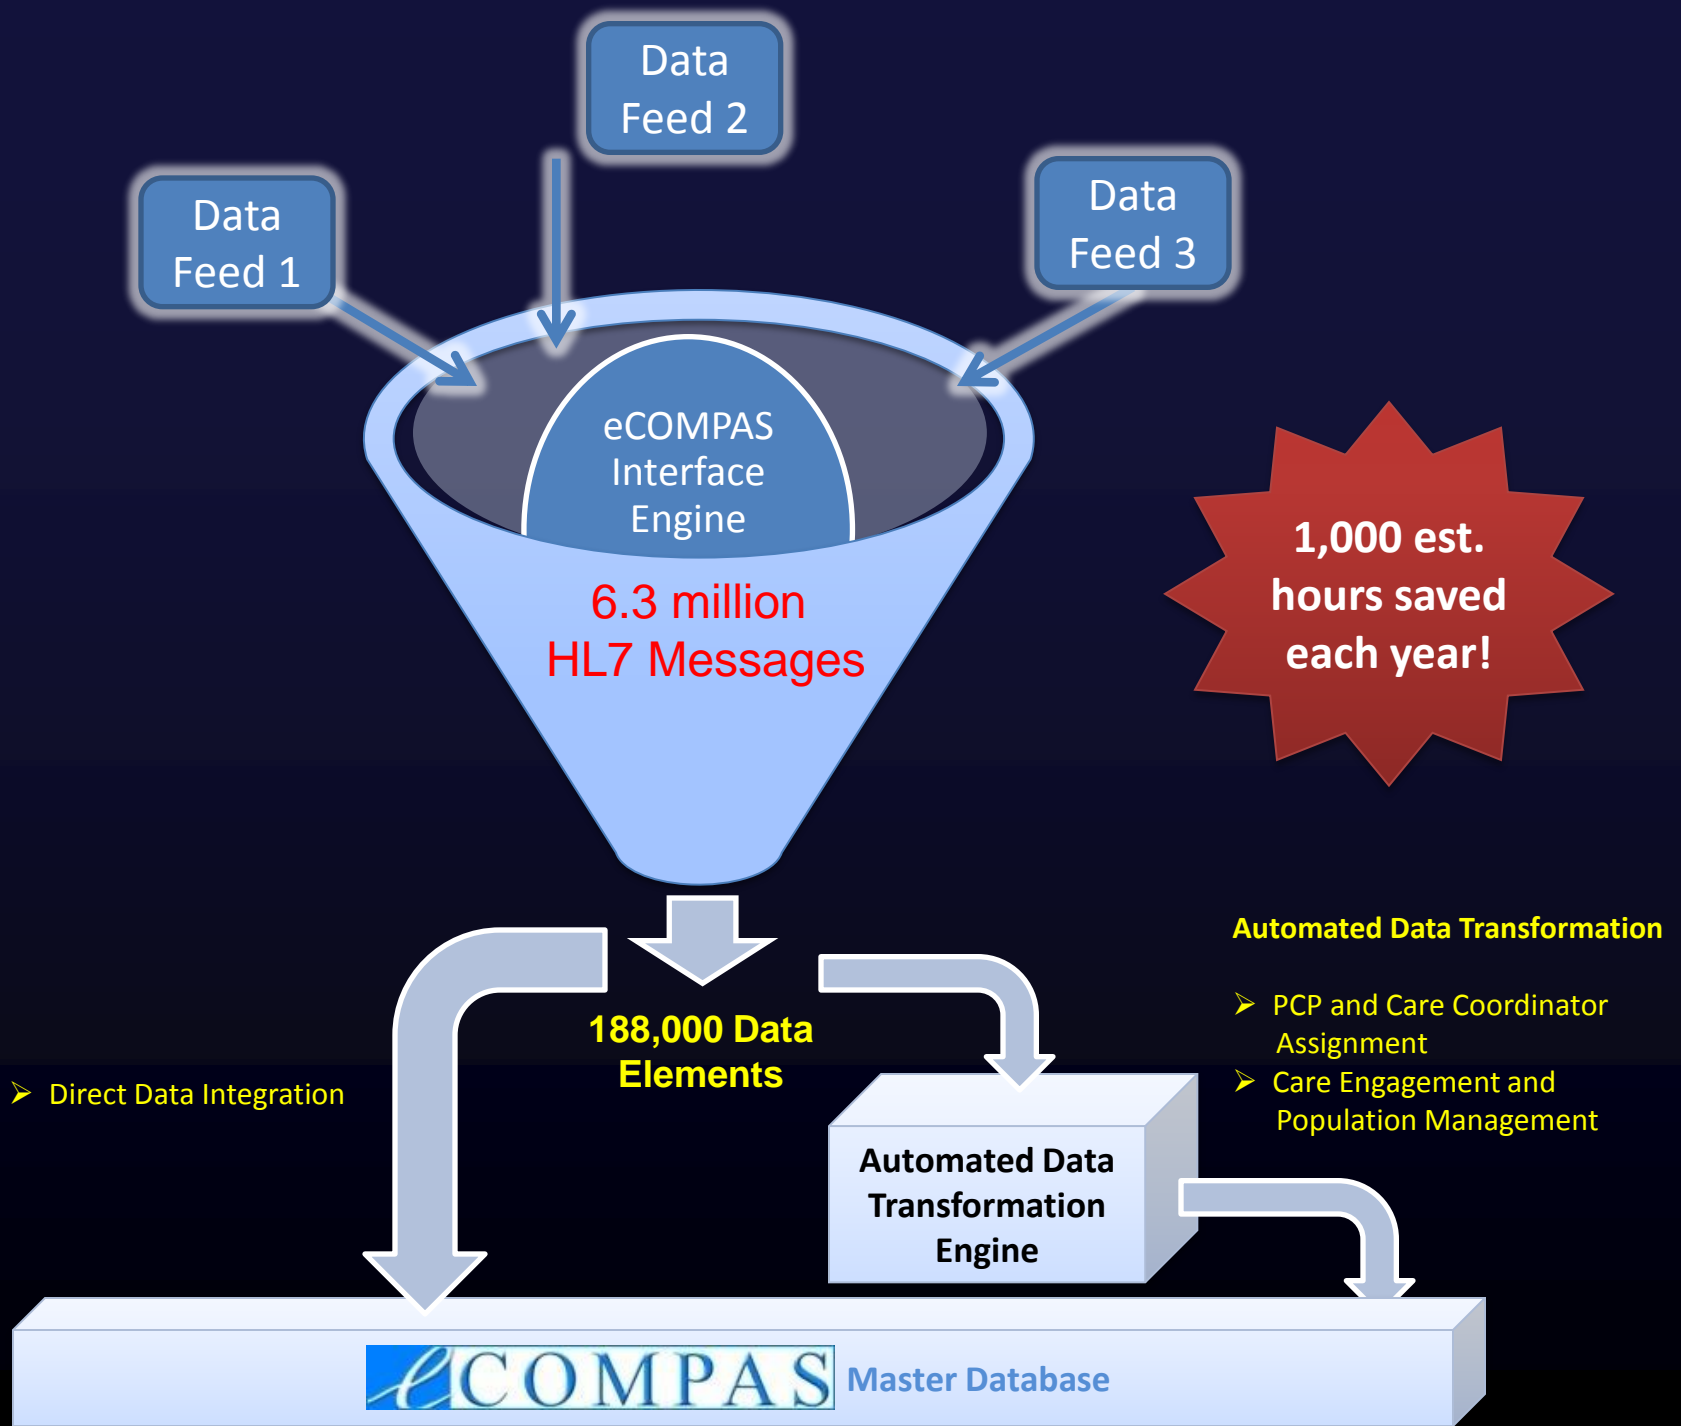 Data
Feed 2
Data
Feed 1
Data
Feed 3
eCOMPAS
Interface
Engine
6.3 million
HL7 Messages
1,000 est.
hours saved
each year!
188,000 Data
Elements
Automated Data Transformation
➢ PCP and Care Coordinator
Assignment
➢ Care Engagement and
Population Management
➢ Direct Data Integration
Automated Data
Transformation
Engine
eCOMPAS Master Database